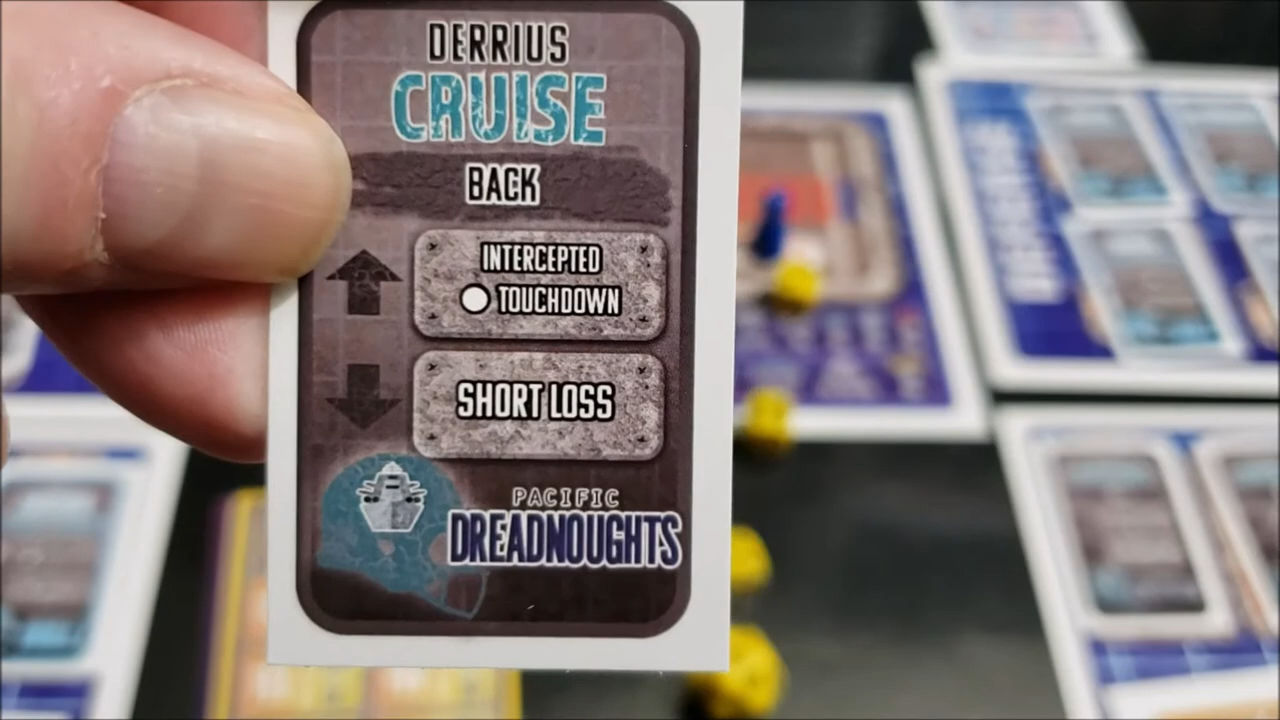 DERRIUS
CRUISE
BACK
INTERCEPTED
TOUCHDOWN
SHORT LOSS
PACIFIC
DREADNOUGHTS